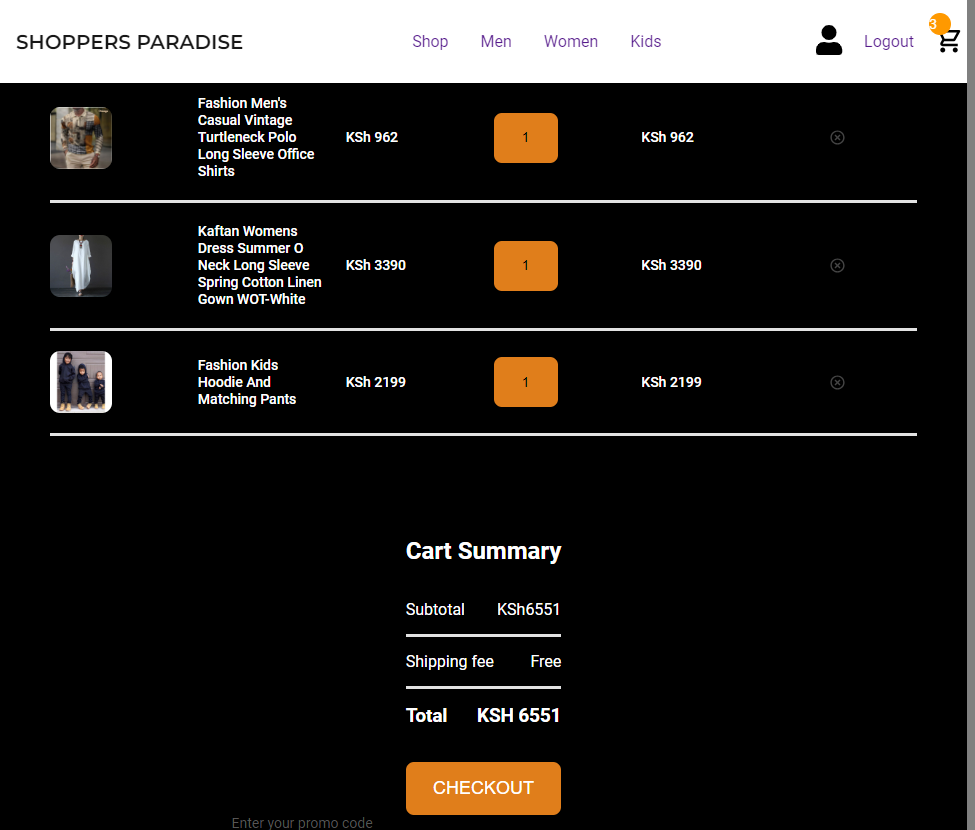 SHOPPERS PARADISE
Shop Men Women Kids
Logout
3
Fashion Men's
Casual Vintage
Turtleneck Polo
Long Sleeve Office
Shirts
KSh 962
1
KSh 962
Kaftan Womens
Dress Summer O
Neck Long Sleeve
Spring Cotton Linen
Gown WOT-White
KSh 3390
1
KSh 3390
Fashion Kids
Hoodie And
Matching Pants
KSh 2199
1
KSh 2199
Cart Summary
Subtotal KSh6551
Shipping fee Free
Total KSH 6551
CHECKOUT
Enter your promo code